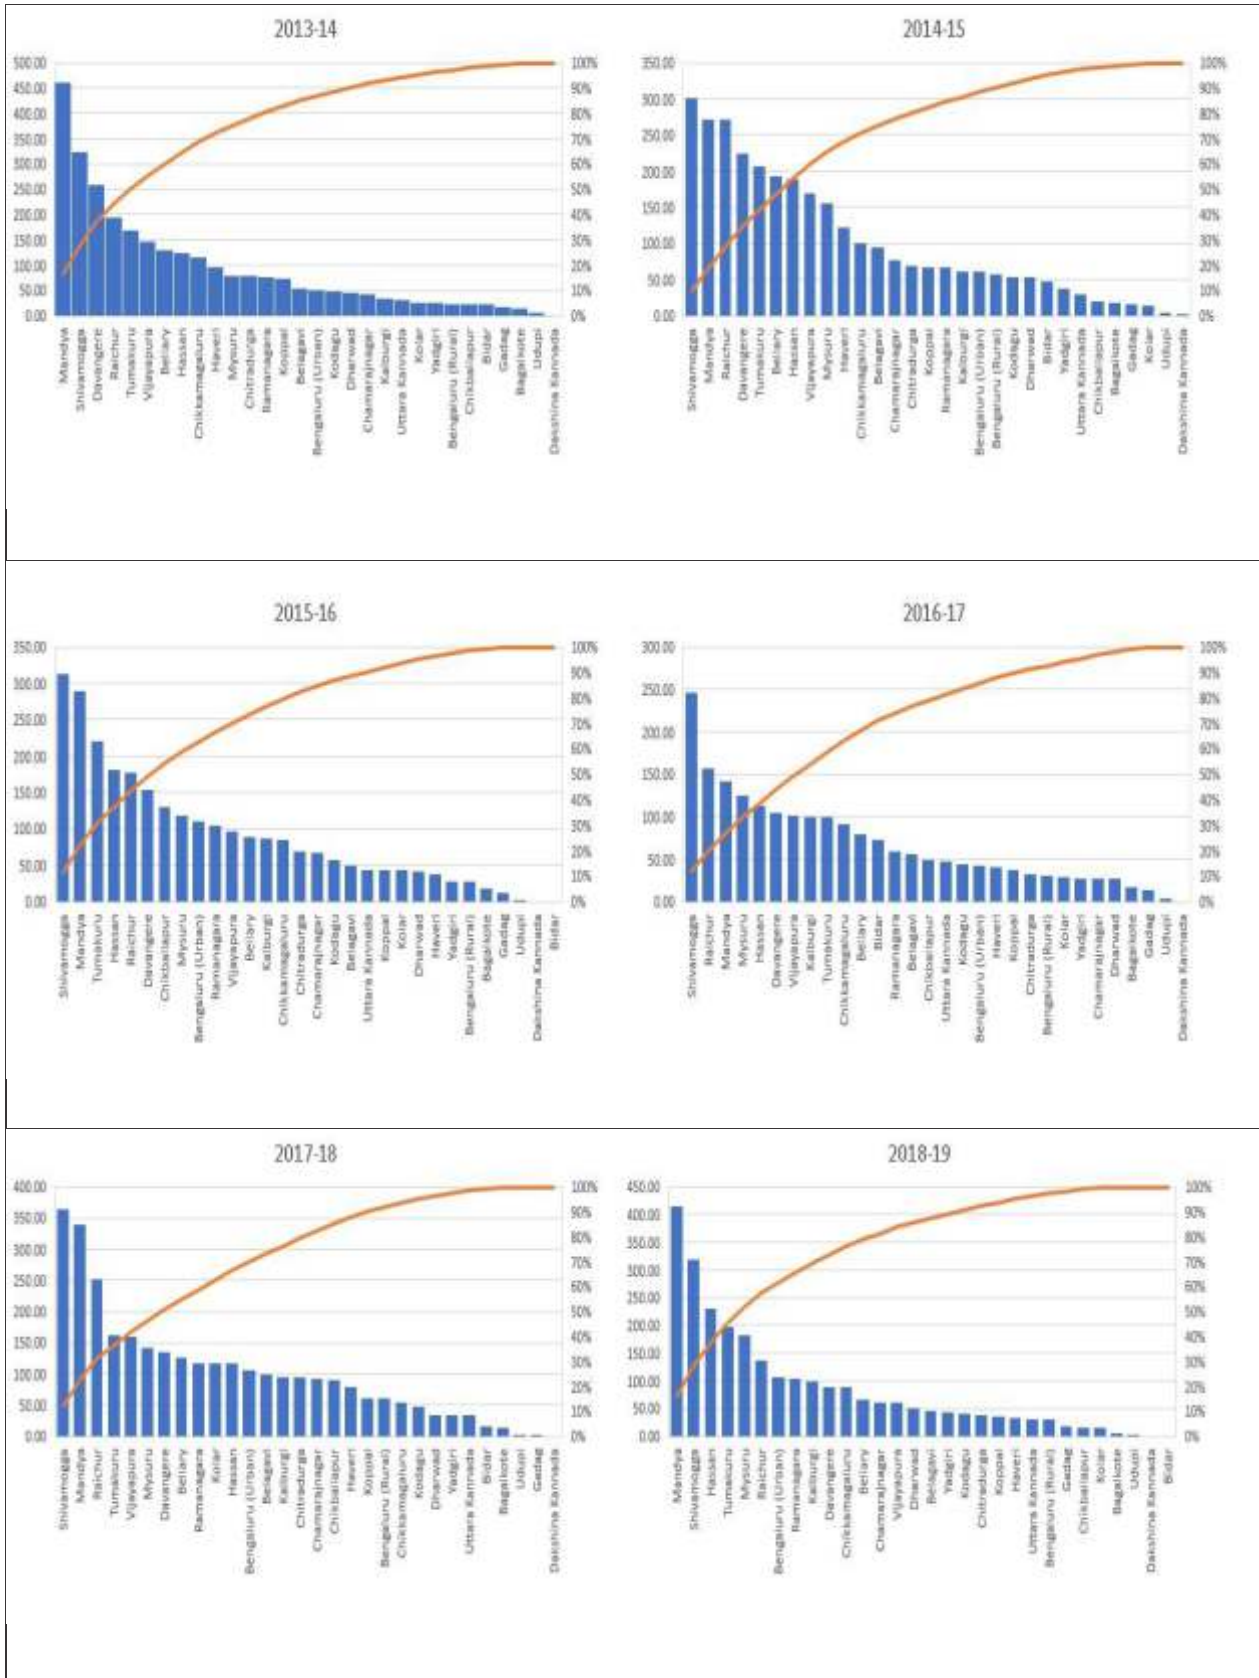 2013-14
500.00
450.00
400.00
350.00
300.00
250.00
200.00
150.00
100.00
50.00
0.00
100%
90%
80%
70%
60%
50%
40%
30%
20%
10%
0%
Mandya
Shivamogga
Davangere
Raichur
Tumakuru
Vijayapura
Bellary
Hassan
Chikkamagaluru
Haveri
Mysuru
Chitradurga
Ramanagara
Koppal
Belagavi
Bengaluru (Urban)
Kodagu
Dharwad
Chamarajnagar
Kalburgi
Uttara Kannada
Kolar
Yadgiri
Bengaluru (Rural)
Chikballapur
Bidar
Gadag
Bagalkote
Udupi
Dakshina Kannada
2014-15
350.00
300.00
250.00
200.00
150.00
100.00
50.00
0.00
100%
90%
80%
70%
60%
50%
40%
30%
20%
10%
0%
Shivamogga
Mandya
Raichur
Davangere
Tumakuru
Bellary
Hassan
Vijayapura
Mysuru
Haveri
Chikkamagaluru
Belagavi
Chamarajnagar
Chitradurga
Koppal
Ramanagara
Kalburgi
Bengaluru (Urban)
Bengaluru (Rural)
Kodagu
Dharwad
Bidar
Yadgiri
Uttara Kannada
Chikballapur
Bagalkote
Gadag
Kolar
Udupi
Dakshina Kannada
2015-16
350.00
300.00
250.00
200.00
150.00
100.00
50.00
0.00
100%
90%
80%
70%
60%
50%
40%
30%
20%
10%
0%
Shivamogga
Mandya
Tumakuru
Hassan
Raichur
Davangere
Chikballapur
Mysuru
Bengaluru (Urban)
Ramanagara
Vijayapura
Bellary
Kalburgi
Chikkamagaluru
Chitradurga
Chamarajnagar
Kodagu
Belagavi
Uttara Kannada
Koppal
Kolar
Dharwad
Haveri
Yadgiri
Bengaluru (Rural)
Bagalkote
Gadag
Udupi
Dakshina Kannada
Bidar
2016-17
300.00
250.00
200.00
150.00
100.00
50.00
0.00
100%
90%
80%
70%
60%
50%
40%
30%
20%
10%
0%
Shivamogga
Raichur
Mandya
Mysuru
Hassan
Davangere
Vijayapura
Kalburgi
Tumakuru
Chikkamagaluru
Bellary
Bidar
Ramanagara
Belagavi
Chikballapur
Uttara Kannada
Kodagu
Bengaluru (Urban)
Haveri
Koppal
Chitradurga
Bengaluru (Rural)
Kolar
Yadgiri
Chamarajnagar
Dharwad
Bagalkote
Gadag
Udupi
Dakshina Kannada
2017-18
400.00
350.00
300.00
250.00
200.00
150.00
100.00
50.00
0.00
100%
90%
80%
70%
60%
50%
40%
30%
20%
10%
0%
Shivamogga
Mandya
Raichur
Tumakuru
Vijayapura
Mysuru
Davangere
Bellary
Ramanagara
Kolar
Hassan
Bengaluru (Urban)
Belagavi
Kalburgi
Chitradurga
Chamarajnagar
Chikballapur
Haveri
Koppal
Bengaluru (Rural)
Chikkamagaluru
Kodagu
Dharwad
Yadgiri
Uttara Kannada
Bidar
Bagalkote
Udupi
Gadag
Dakshina Kannada
2018-19
450.00
400.00
350.00
300.00
250.00
200.00
150.00
100.00
50.00
0.00
100%
90%
80%
70%
60%
50%
40%
30%
20%
10%
0%
Mandya
Shivamogga
Hassan
Tumakuru
Mysuru
Raichur
Bengaluru (Urban)
Ramanagara
Kalburgi
Davangere
Chikkamagaluru
Bellary
Chamarajnagar
Vijayapura
Dharwad
Belagavi
Yadgiri
Kodagu
Chitradurga
Koppal
Haveri
Uttara Kannada
Bengaluru (Rural)
Gadag
Chikballapur
Kolar
Bagalkote
Udupi
Dakshina Kannada
Bidar